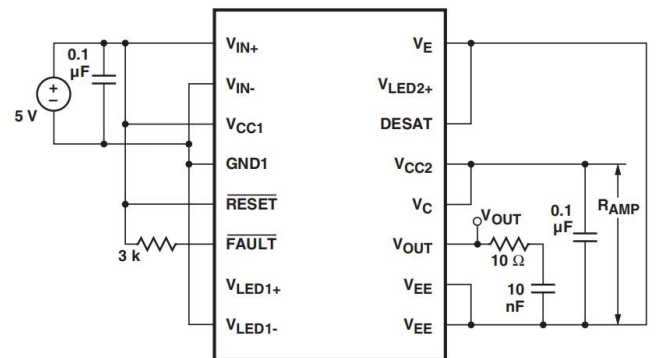 V_IN+
V_E
0.1
µF
V_IN-
V_LED2+
+
−
5 V
V_CC1
DESAT
GND1
V_CC2
RESET
V_C
V_OUT
0.1
µF
R_AMP
3 k
FAULT
V_OUT
10 Ω
V_LED1+
V_EE
10
nF
V_LED1-
V_EE